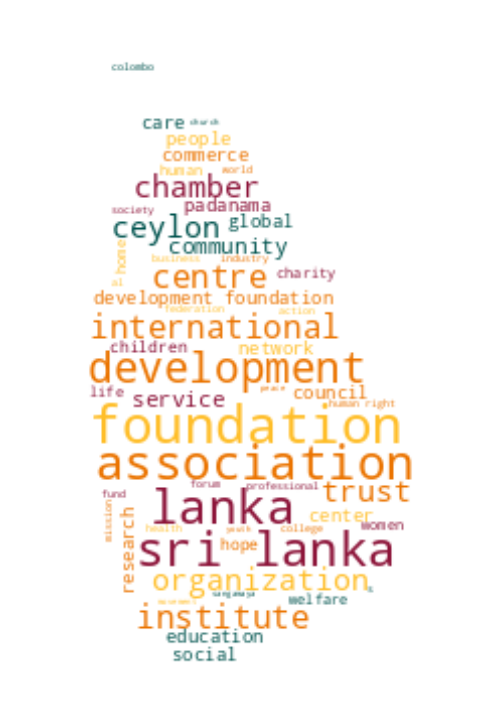 colombo
care church
people
commerce
human world
chamber
society padanama
ceylon global
community
home business industry
centre charity
al
development foundation
federation action
international
children network
development
life peace council
service human right
foundation
association
forum professional trust
fund lanka center
mission health youth college women
research sri lanka
hope
organization s
sangamaya welfare
institute
education
social